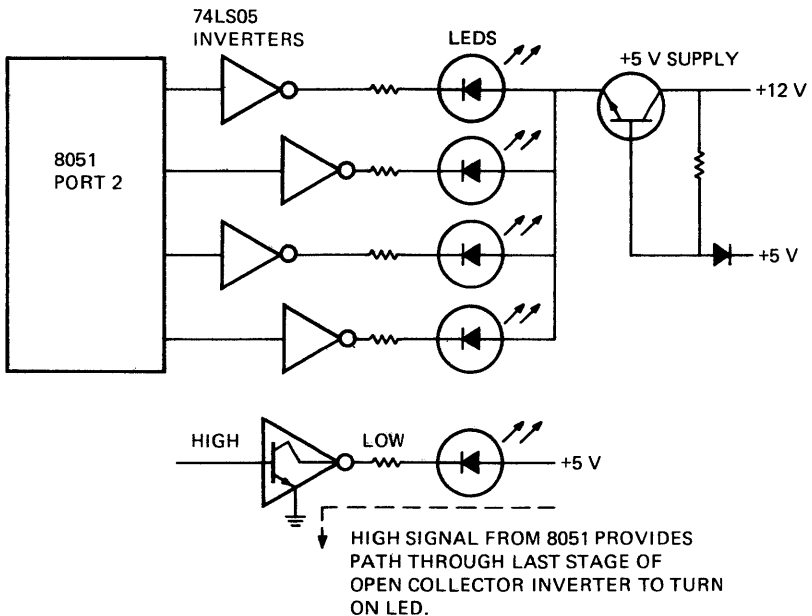 74LS05
INVERTERS
LEDS
+5 V SUPPLY
+12 V
8051
PORT 2
+5 V
HIGH
LOW
+5 V
HIGH SIGNAL FROM 8051 PROVIDES
PATH THROUGH LAST STAGE OF
OPEN COLLECTOR INVERTER TO TURN
ON LED.